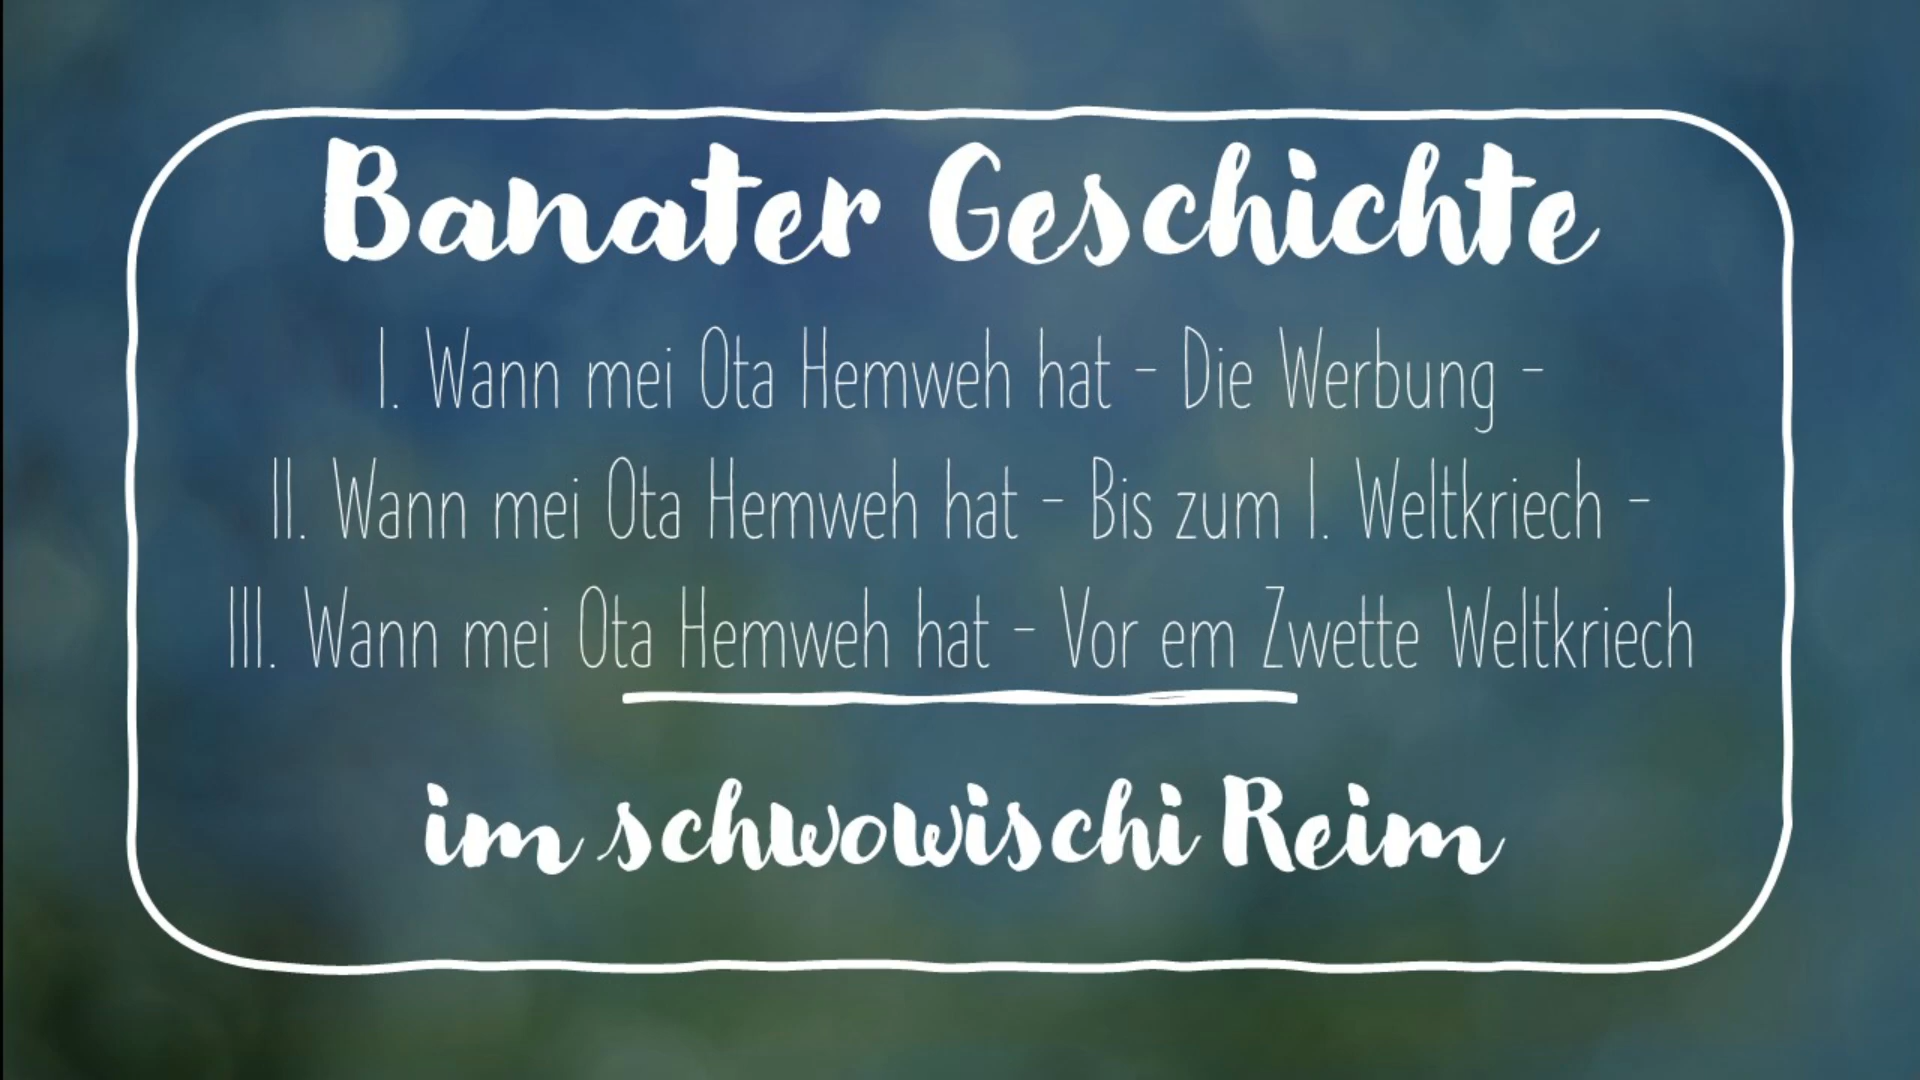 Banater Geschichte
I. Wann mei Ota Hemweh hat - Die Werbung -
II. Wann mei Ota Hemweh hat - Bis zum I. Weltkriech -
III. Wann mei Ota Hemweh hat - Vor em Zwette Weltkriech
im schwowischi Reim